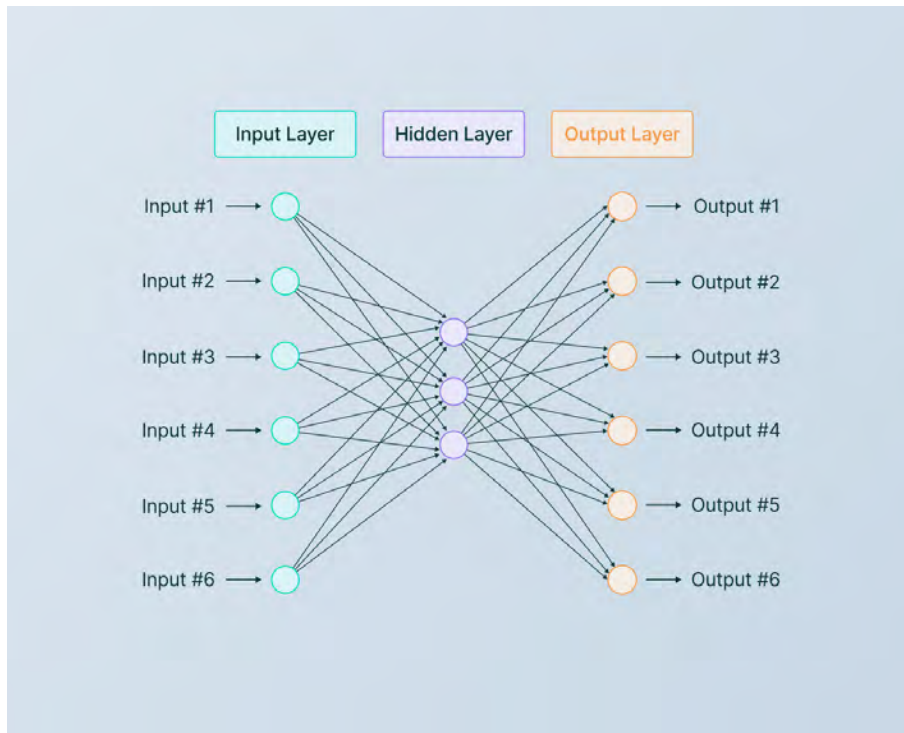 Input Layer
Hidden Layer
Output Layer
Input #1
Output #1
Input #2
Output #2
Input #3
Output #3
Input #4
Output #4
Input #5
Output #5
Input #6
Output #6